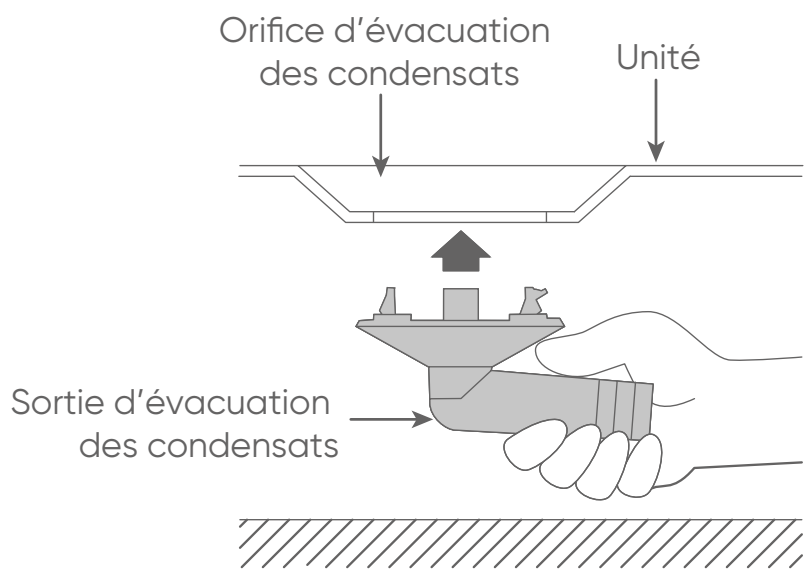 Orifice d’évacuation
des condensats
Unité
Sortie d’évacuation
des condensats